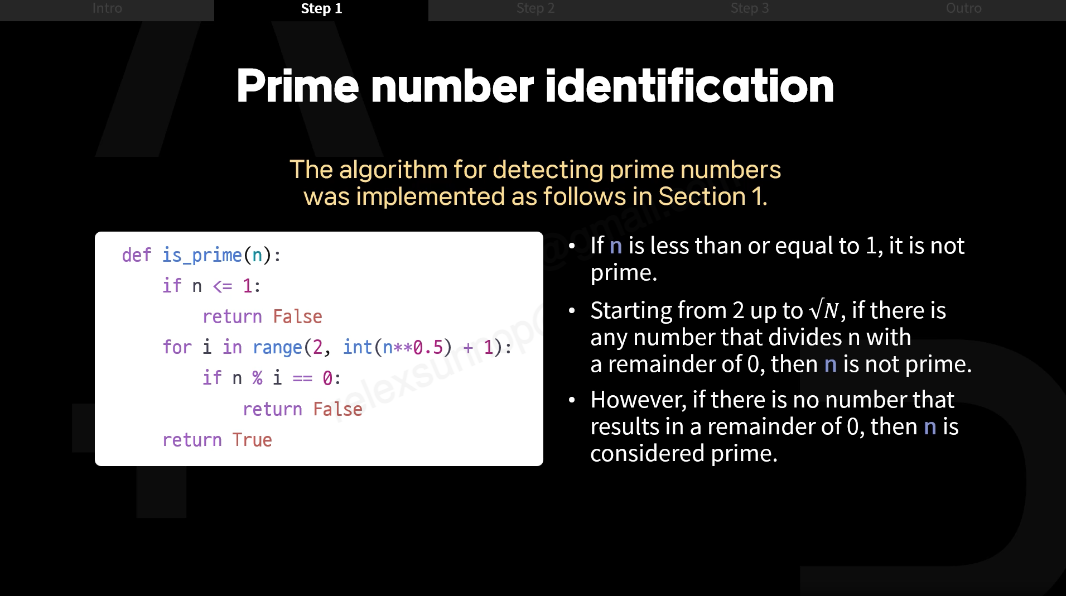 Intro
Step 1
Step 2
Step 3
Outro
Prime number identification
The algorithm for detecting prime numbers
was implemented as follows in Section 1.
def is_prime(n):
    if n <= 1:
        return False
    for i in range(2, int(n**0.5) + 1):
        if n % i == 0:
            return False
    return True
• If n is less than or equal to 1, it is not
prime.
• Starting from 2 up to √N, if there is
any number that divides n with
a remainder of 0, then n is not prime.
• However, if there is no number that
results in a remainder of 0, then n is
considered prime.